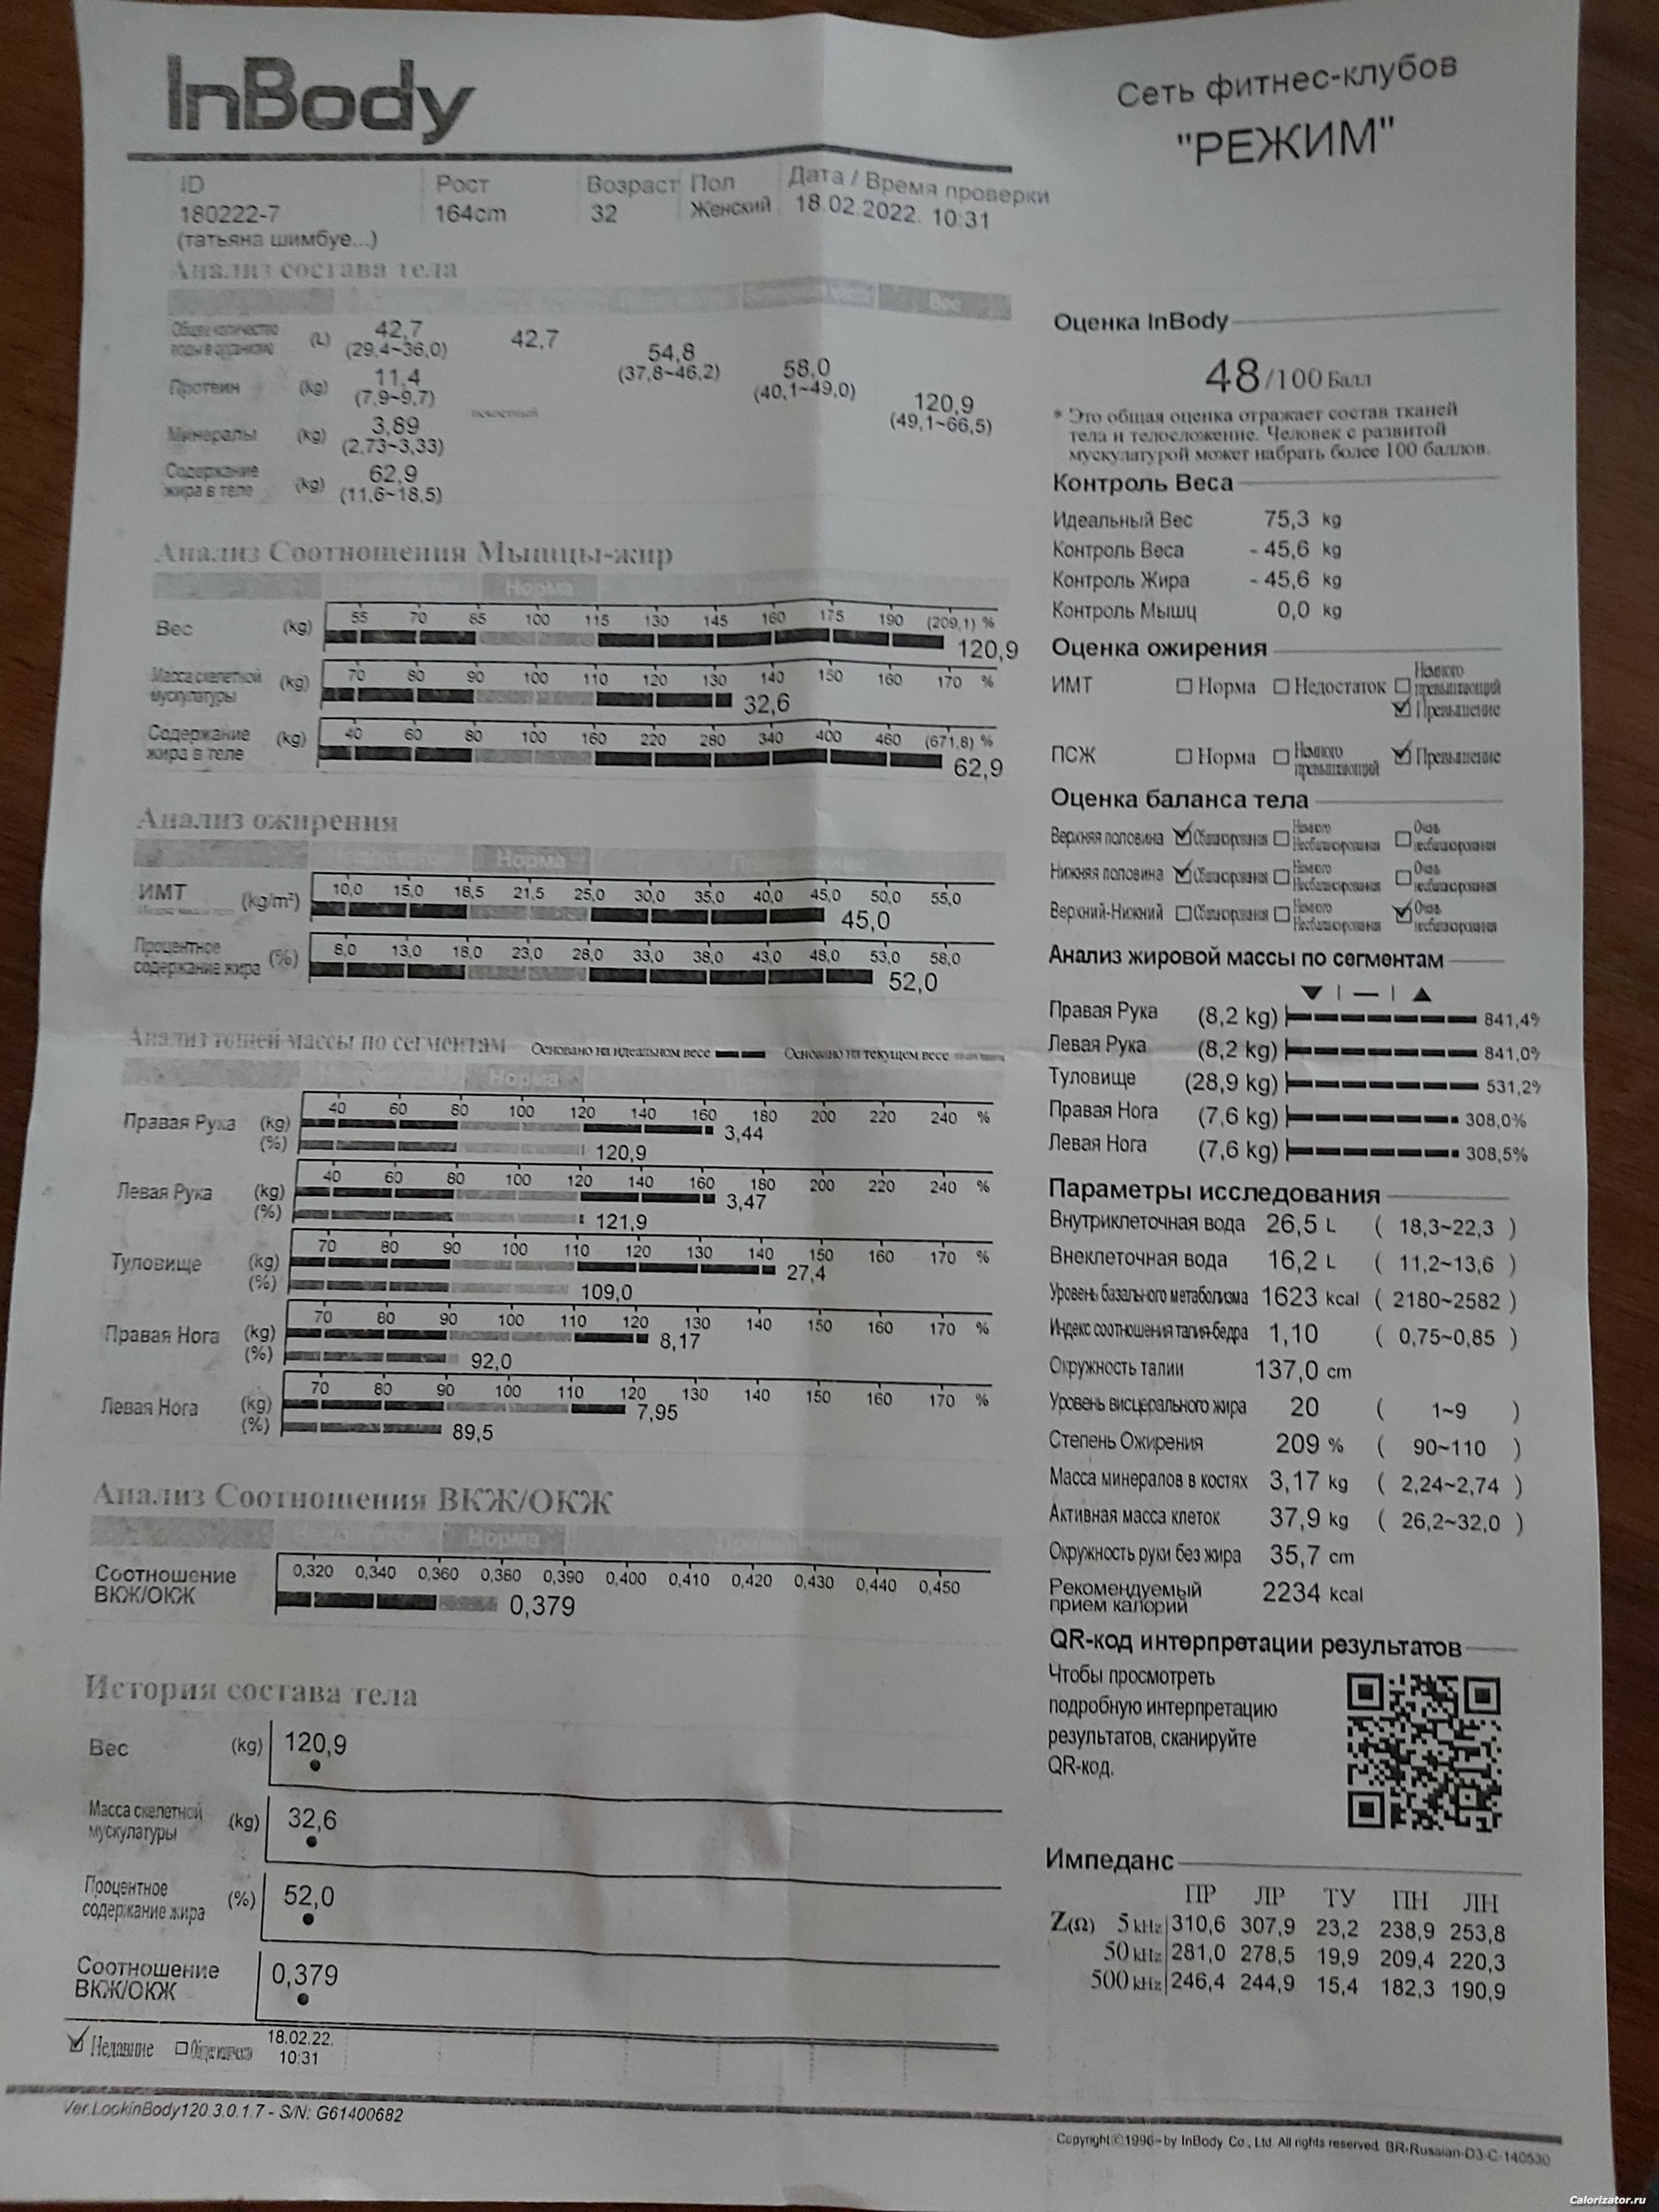 InBody
Сеть фитнес-клубов
"РЕЖИМ"
ID Рост Возраст Пол Дата / Время проверки
180222-7 164cm 32 Женский 18.02.2022. 10:31
(татьяна шимбуе...)
Анализ состава тела
Вес
Общее количество воды в организме (L) 42,7 42,7 54,8 58,0 120,9
(29,4~36,0) (37,8~46,2) (40,1~49,0) (49,1~66,5)
Протеин (kg) 11,4
(7,9~9,7)
Минералы (kg) 3,89
(2,73~3,33)
Содержание жира в теле (kg) 62,9
(11,6~18,5)
Анализ Соотношения Мышцы-жир
Норма
Вес (kg) 55 70 85 100 115 130 145 160 175 190 (209,1) %
120,9
Масса скелетной мускулатуры (kg) 70 80 90 100 110 120 130 140 150 160 170 %
32,6
Содержание жира в теле (kg) 40 60 80 100 160 220 280 340 400 460 (671,8) %
62,9
Анализ ожирения
Недостаток Норма
ИМТ (kg/m²) 10,0 15,0 18,5 21,5 25,0 30,0 35,0 40,0 45,0 50,0 55,0
45,0
Процентное содержание жира (%) 8,0 13,0 18,0 23,0 28,0 33,0 38,0 43,0 48,0 53,0 58,0
52,0
Анализ тощей массы по сегментам Основано на идеальном весе Основано на текущем весе
Норма
Правая Рука (kg) (%) 40 60 80 100 120 140 160 180 200 220 240 %
3,44
120,9
Левая Рука (kg) (%) 40 60 80 100 120 140 160 180 200 220 240 %
3,47
121,9
Туловище (kg) (%) 70 80 90 100 110 120 130 140 150 160 170 %
27,4
109,0
Правая Нога (kg) (%) 70 80 90 100 110 120 130 140 150 160 170 %
8,17
92,0
Левая Нога (kg) (%) 70 80 90 100 110 120 130 140 150 160 170 %
7,95
89,5
Анализ Соотношения ВКЖ/ОКЖ
Норма
Соотношение ВКЖ/ОКЖ 0,320 0,340 0,360 0,380 0,390 0,400 0,410 0,420 0,430 0,440 0,450
0,379
История состава тела
Вес (kg) 120,9
Масса скелетной мускулатуры (kg) 32,6
Процентное содержание жира (%) 52,0
Соотношение ВКЖ/ОКЖ 0,379
Недавние 18.02.22.
10:31
Ver.LookinBody120.3.0.1.7 - S/N: G61400682
Оценка InBody
48/100 Балл
* Это общая оценка отражает состав тканей
тела и телосложение. Человек с развитой
мускулатурой может набрать более 100 баллов.
Контроль Веса
Идеальный Вес 75,3 kg
Контроль Веса - 45,6 kg
Контроль Жира - 45,6 kg
Контроль Мышц 0,0 kg
Оценка ожирения
ИМТ Норма Недостаток Немного превышающий
Превышение
ПСЖ Норма Немного превышающий Превышение
Оценка баланса тела
Верхняя половина
Нижняя половина
Верхний-Нижний
Анализ жировой массы по сегментам
Правая Рука (8,2 kg) 841,4%
Левая Рука (8,2 kg) 841,0%
Туловище (28,9 kg) 531,2%
Правая Нога (7,6 kg) 308,0%
Левая Нога (7,6 kg) 308,5%
Параметры исследования
Внутриклеточная вода 26,5 L ( 18,3~22,3 )
Внеклеточная вода 16,2 L ( 11,2~13,6 )
Уровень базального метаболизма 1623 kcal ( 2180~2582 )
Индекс соотношения талия-бедра 1,10 ( 0,75~0,85 )
Окружность талии 137,0 cm
Уровень висцерального жира 20 ( 1~9 )
Степень Ожирения 209 % ( 90~110 )
Масса минералов в костях 3,17 kg ( 2,24~2,74 )
Активная масса клеток 37,9 kg ( 26,2~32,0 )
Окружность руки без жира 35,7 cm
Рекомендуемый прием калорий 2234 kcal
QR-код интерпретации результатов
Чтобы просмотреть
подробную интерпретацию
результатов, сканируйте
QR-код.
Импеданс
ПР ЛР ТУ ПН ЛН
Z(Ω) 5 kHz 310,6 307,9 23,2 238,9 253,8
50 kHz 281,0 278,5 19,9 209,4 220,3
500 kHz 246,4 244,9 15,4 182,3 190,9
Copyright©1996~ by InBody Co., Ltd. All rights reserved. BR-Russian-D3-C-140530
Calorizator.ru